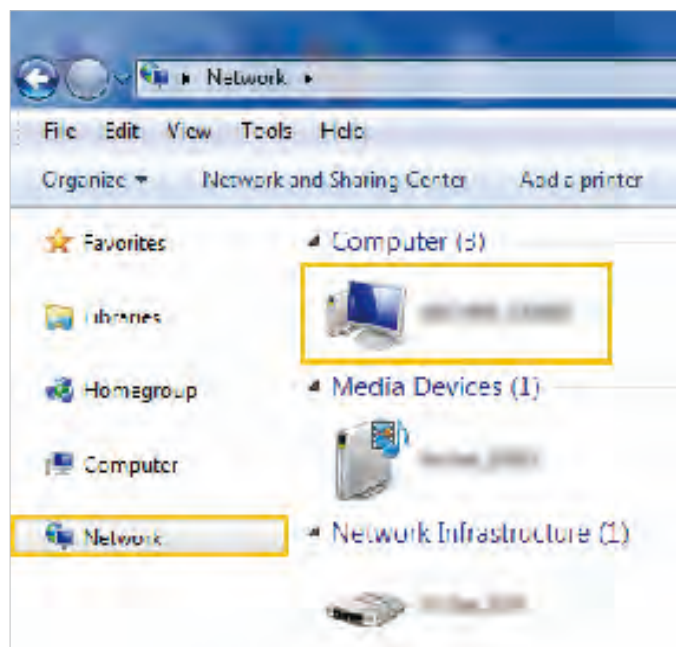 Network
File Edit View Tools Help
Organize Network and Sharing Center Add a printer
Favorites
Computer (3)
Libraries
Homegroup
Media Devices (1)
Computer
Network
Network Infrastructure (1)